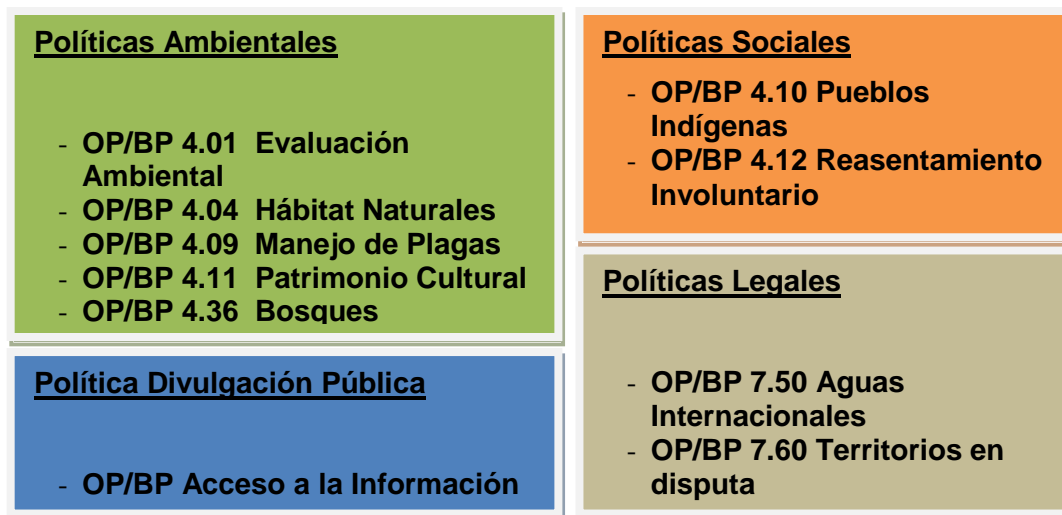 Políticas Ambientales
- OP/BP 4.01 Evaluación
Ambiental
- OP/BP 4.04 Hábitat Naturales
- OP/BP 4.09 Manejo de Plagas
- OP/BP 4.11 Patrimonio Cultural
- OP/BP 4.36 Bosques
Políticas Sociales
- OP/BP 4.10 Pueblos
Indígenas
- OP/BP 4.12 Reasentamiento
Involuntario
Política Divulgación Pública
- OP/BP Acceso a la Información
Políticas Legales
- OP/BP 7.50 Aguas
Internacionales
- OP/BP 7.60 Territorios en
disputa